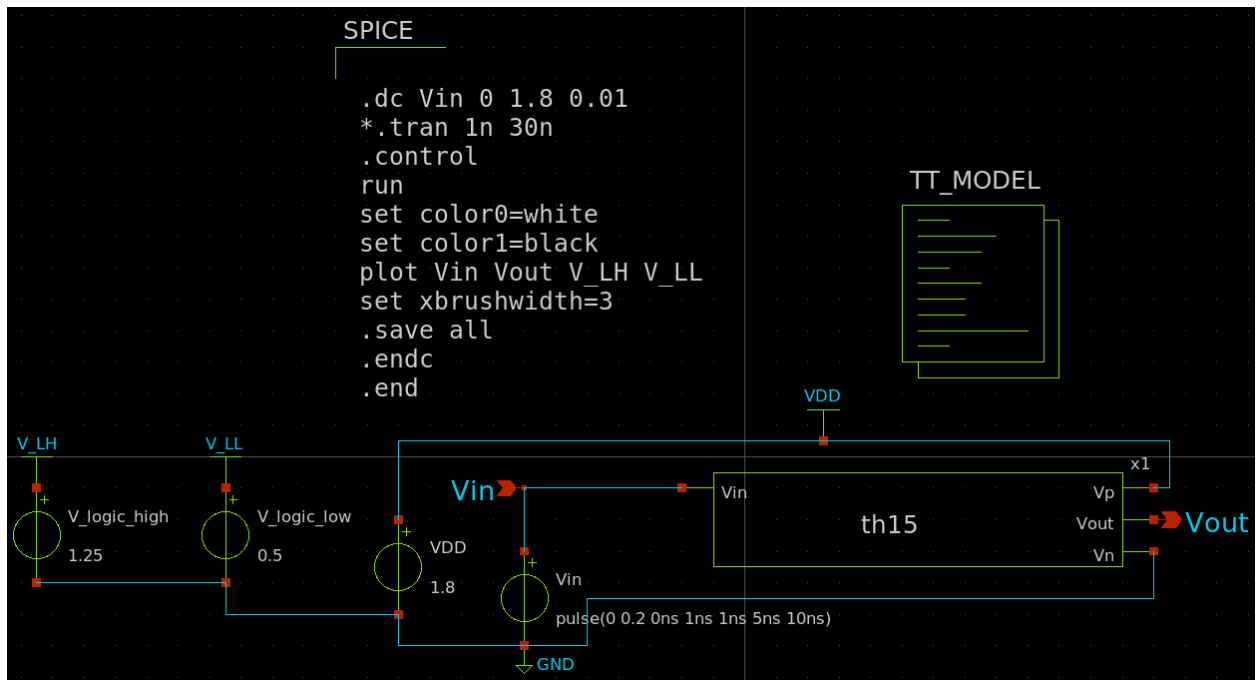 SPICE
.dc Vin 0 1.8 0.01
*.tran 1n 30n
.control
run
set color0=white
set color1=black
plot Vin Vout V_LH V_LL
set xbrushwidth=3
.save all
.endc
.end
TT_MODEL
VDD
V_LH
V_LL
x1
Vin
Vin
Vp
+
+
V_logic_high
V_logic_low
th15
Vout
Vout
+
VDD
Vn
1.25
0.5
+
1.8
Vin
pulse(0 0.2 0ns 1ns 1ns 5ns 10ns)
GND